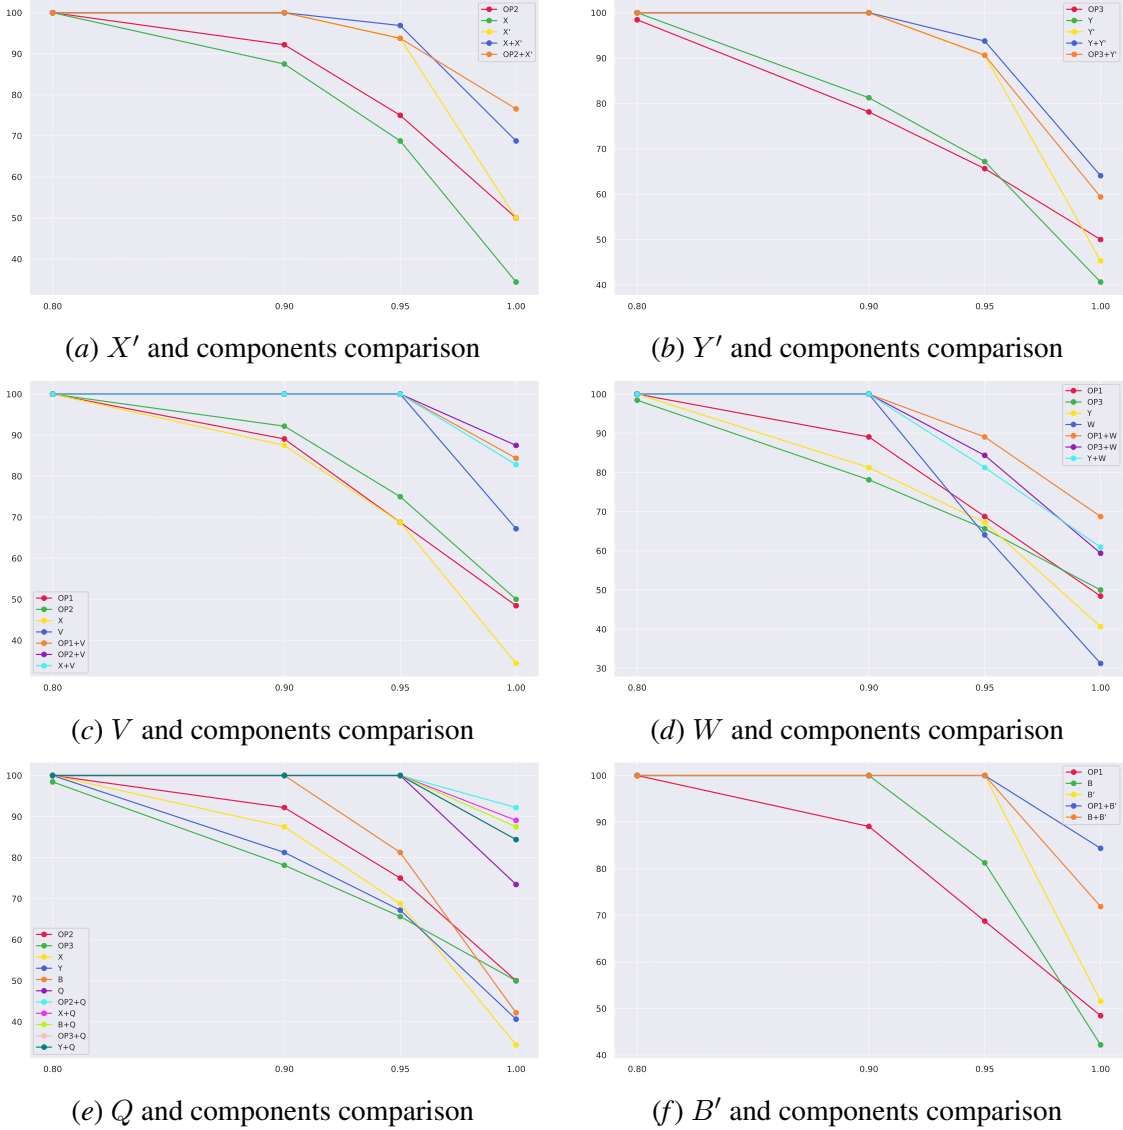 100
90
80
70
60
50
40
0.80 0.90 0.95 1.00
OP2
X
X'
X+X'
OP2+X'
(a) X′ and components comparison
100
90
80
70
60
50
40
0.80 0.90 0.95 1.00
OP3
Y
Y'
Y+Y'
OP3+Y'
(b) Y′ and components comparison
100
90
80
70
60
50
40
0.80 0.90 0.95 1.00
OP1
OP2
X
V
OP1+V
OP2+V
X+V
(c) V and components comparison
100
90
80
70
60
50
40
30
0.80 0.90 0.95 1.00
OP1
OP3
Y
W
OP1+W
OP3+W
Y+W
(d) W and components comparison
100
90
80
70
60
50
40
0.80 0.90 0.95 1.00
OP2
OP3
X
Y
B
Q
OP2+Q
X+Q
B+Q
OP3+Q
Y+Q
(e) Q and components comparison
100
90
80
70
60
50
40
0.80 0.90 0.95 1.00
OP1
B
B'
OP1+B'
B+B'
(f) B′ and components comparison